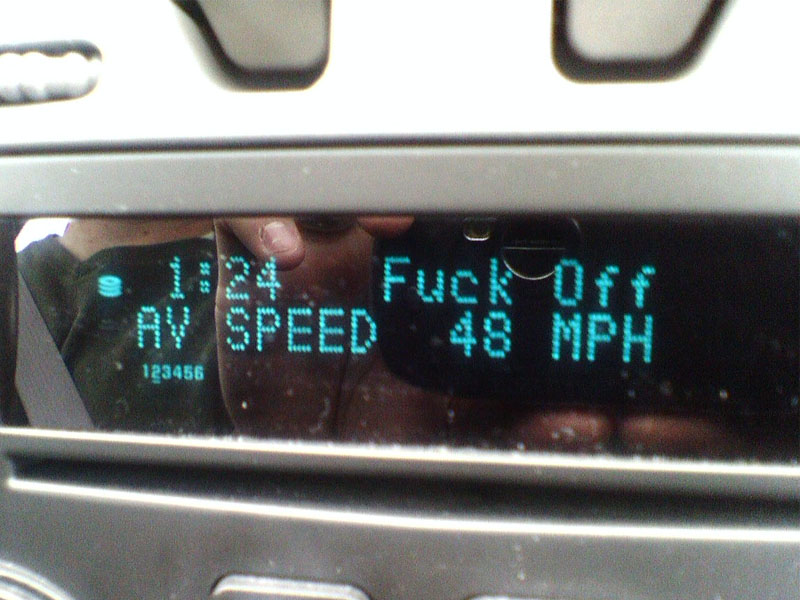 1:24 Fuck Off
AV SPEED 48 MPH
123456